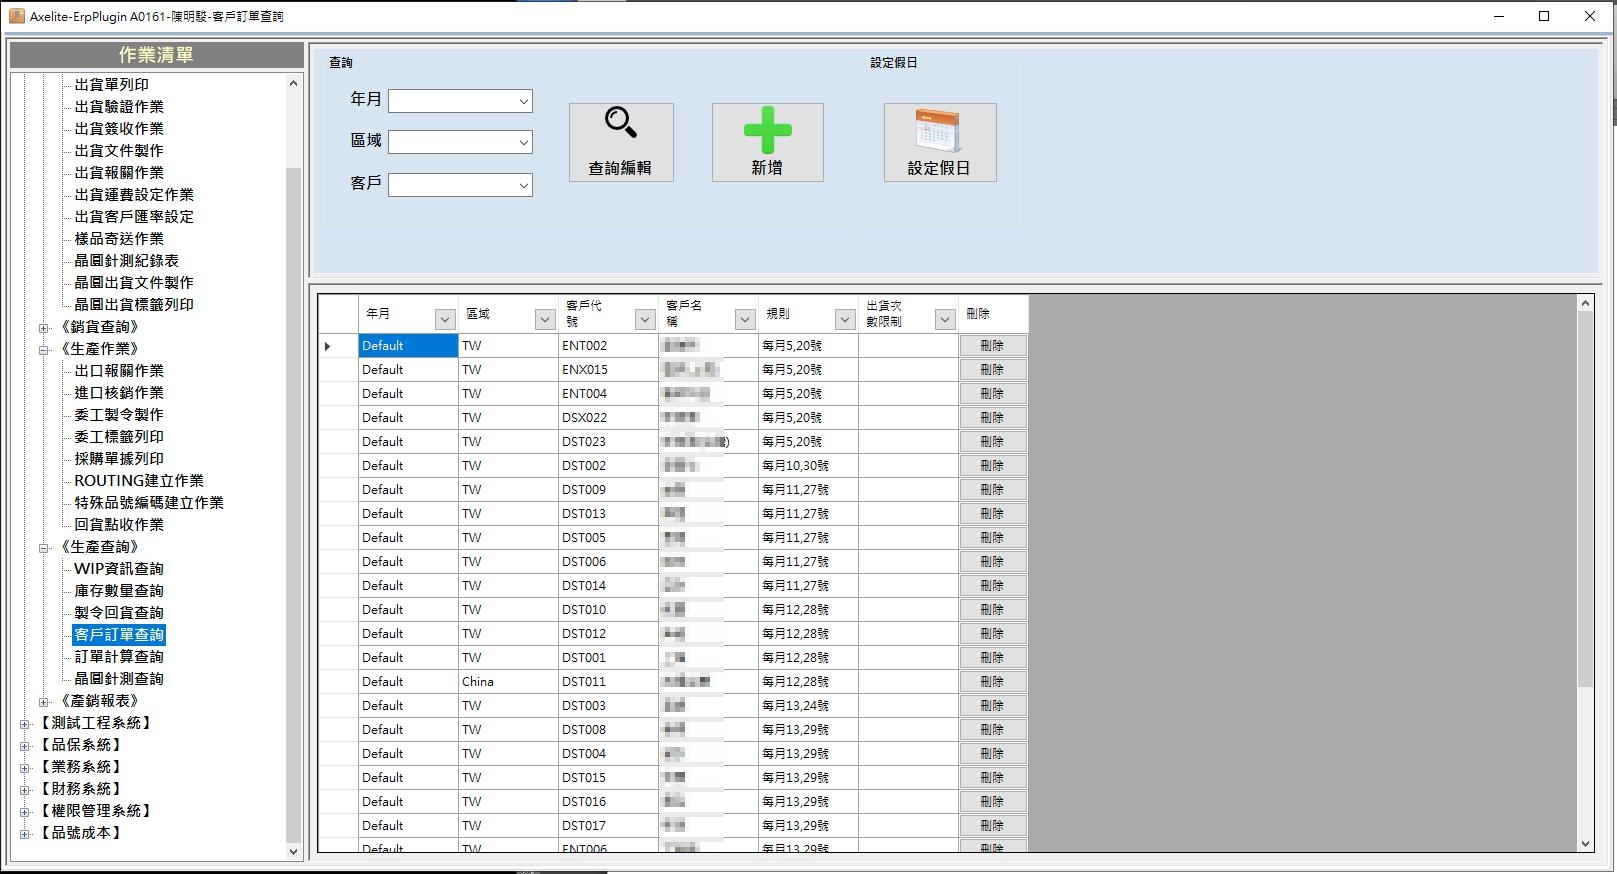 Axelite-ErpPlugin A0161-陳明駿-客戶訂單查詢
作業清單
出貨單列印
出貨驗證作業
出貨簽收作業
出貨文件製作
出貨報關作業
出貨運費設定作業
出貨客戶匯率設定
樣品寄送作業
晶圓針測紀錄表
晶圓出貨文件製作
晶圓出貨標籤列印
《銷貨查詢》
《生產作業》
出口報關作業
進口核銷作業
委工製令製作
委工標籤列印
採購單據列印
ROUTING建立作業
特殊品號編碼建立作業
回貨點收作業
《生產查詢》
WIP資訊查詢
庫存數量查詢
製令回貨查詢
客戶訂單查詢
訂單計算查詢
晶圓針測查詢
《產銷報表》
【測試工程系統】
【品保系統】
【業務系統】
【財務系統】
【權限管理系統】
【品號成本】
查詢
年月
區域
客戶
查詢編輯
新增
設定假日
設定假日
年月 區域 客戶代號 客戶名稱 規則 出貨次數限制 刪除
Default TW ENT002 每月5,20號 刪除
Default TW ENX015 每月5,20號 刪除
Default TW ENT004 每月5,20號 刪除
Default TW DSX022 每月5,20號 刪除
Default TW DST023 每月5,20號 刪除
Default TW DST002 每月10,30號 刪除
Default TW DST009 每月11,27號 刪除
Default TW DST013 每月11,27號 刪除
Default TW DST005 每月11,27號 刪除
Default TW DST006 每月11,27號 刪除
Default TW DST014 每月11,27號 刪除
Default TW DST010 每月12,28號 刪除
Default TW DST012 每月12,28號 刪除
Default TW DST001 每月12,28號 刪除
Default China DST011 每月12,28號 刪除
Default TW DST003 每月13,24號 刪除
Default TW DST008 每月13,29號 刪除
Default TW DST004 每月13,29號 刪除
Default TW DST015 每月13,29號 刪除
Default TW DST016 每月13,29號 刪除
Default TW DST017 每月13,29號 刪除
Default TW ENT006 每月13,29號 刪除